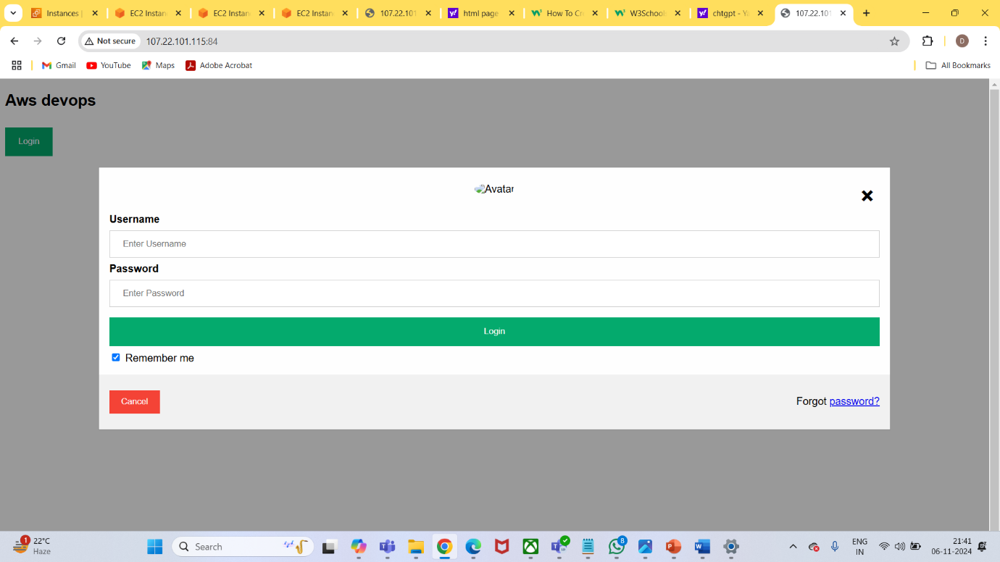 Instances |
EC2 Instan
EC2 Instan
EC2 Instan
107.22.101
html page
How To Cr
W3School
chtgpt - Ya
107.22.101
Not secure
107.22.101.115:84
D
Gmail
YouTube
Maps
Adobe Acrobat
All Bookmarks
Aws devops
Login
Avatar
Username
Enter Username
Password
Enter Password
Login
Remember me
Cancel
Forgot password?
1
22°C
Haze
Search
8
ENG
IN
21:41
06-11-2024